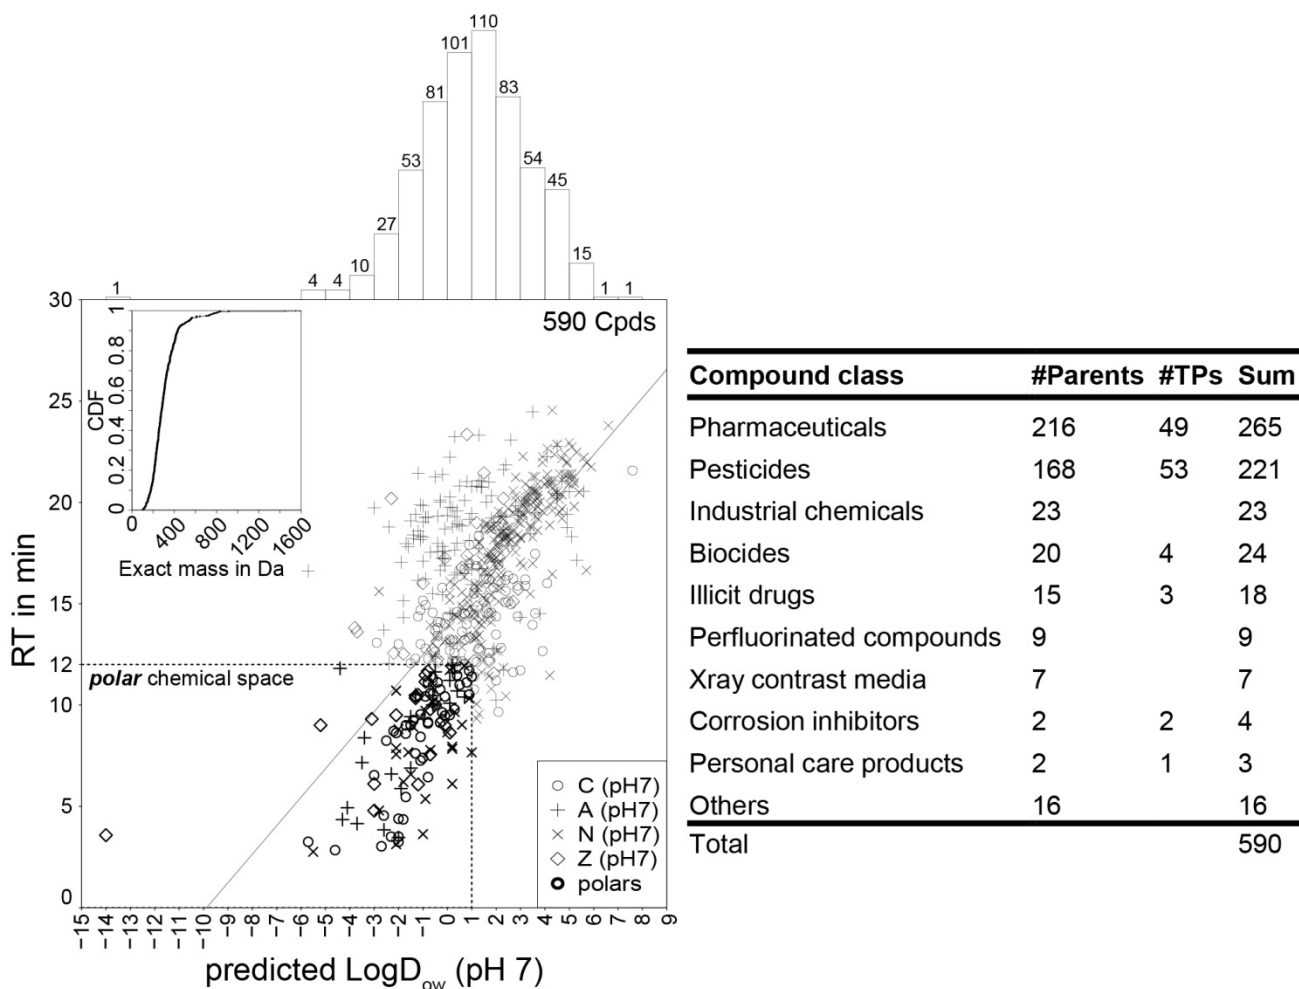 110
101
81
83
53
54
45
27
10
15
4
4
1
1
1
590 Cpds
30
25
20
15
12
10
5
0
RT in min
1
0.8
0.6
0.4
0.2
0
CDF
0
400
800
1200
1600
Exact mass in Da
polar chemical space
C (pH7)
A (pH7)
N (pH7)
Z (pH7)
polars
−15 −14 −13 −12 −11 −10 −9 −8 −7 −6 −5 −4 −3 −2 −1 0 1 2 3 4 5 6 7 8 9
predicted LogDow (pH 7)
Compound class #Parents #TPs Sum
Pharmaceuticals 216 49 265
Pesticides 168 53 221
Industrial chemicals 23 23
Biocides 20 4 24
Illicit drugs 15 3 18
Perfluorinated compounds 9 9
Xray contrast media 7 7
Corrosion inhibitors 2 2 4
Personal care products 2 1 3
Others 16 16
Total 590